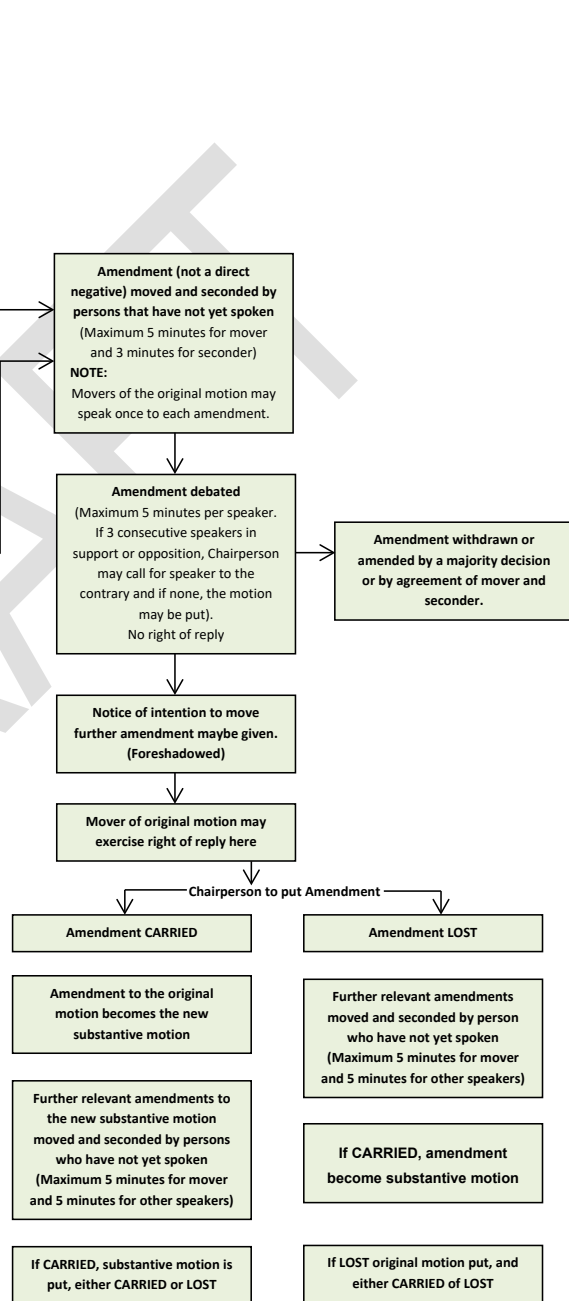 Amendment (not a direct
negative) moved and seconded by
persons that have not yet spoken
(Maximum 5 minutes for mover
and 3 minutes for seconder)
NOTE:
Movers of the original motion may
speak once to each amendment.
Amendment debated
(Maximum 5 minutes per speaker.
If 3 consecutive speakers in
support or opposition, Chairperson
may call for speaker to the
contrary and if none, the motion
may be put).
No right of reply
Amendment withdrawn or
amended by a majority decision
or by agreement of mover and
seconder.
Notice of intention to move
further amendment maybe given.
(Foreshadowed)
Mover of original motion may
exercise right of reply here
Chairperson to put Amendment
Amendment CARRIED
Amendment to the original
motion becomes the new
substantive motion
Further relevant amendments to
the new substantive motion
moved and seconded by persons
who have not yet spoken
(Maximum 5 minutes for mover
and 5 minutes for other speakers)
If CARRIED, substantive motion is
put, either CARRIED or LOST
Amendment LOST
Further relevant amendments
moved and seconded by person
who have not yet spoken
(Maximum 5 minutes for mover
and 5 minutes for other speakers)
If CARRIED, amendment
become substantive motion
If LOST original motion put, and
either CARRIED of LOST